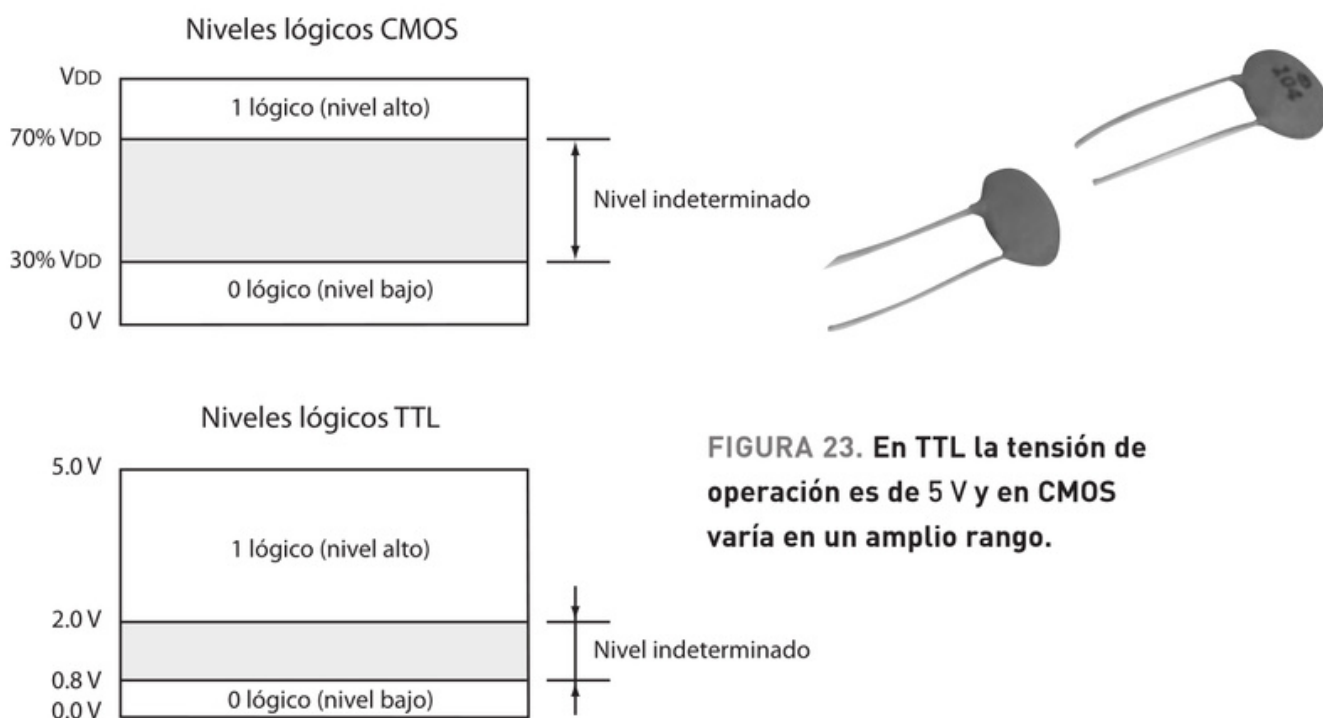 Niveles lógicos CMOS
VDD
1 lógico (nivel alto)
70% VDD
Nivel indeterminado
30% VDD
0 lógico (nivel bajo)
0 V
104
Niveles lógicos TTL
5.0 V
1 lógico (nivel alto)
2.0 V
Nivel indeterminado
0.8 V
0 lógico (nivel bajo)
0.0 V
FIGURA 23. En TTL la tensión de
operación es de 5 V y en CMOS
varía en un amplio rango.